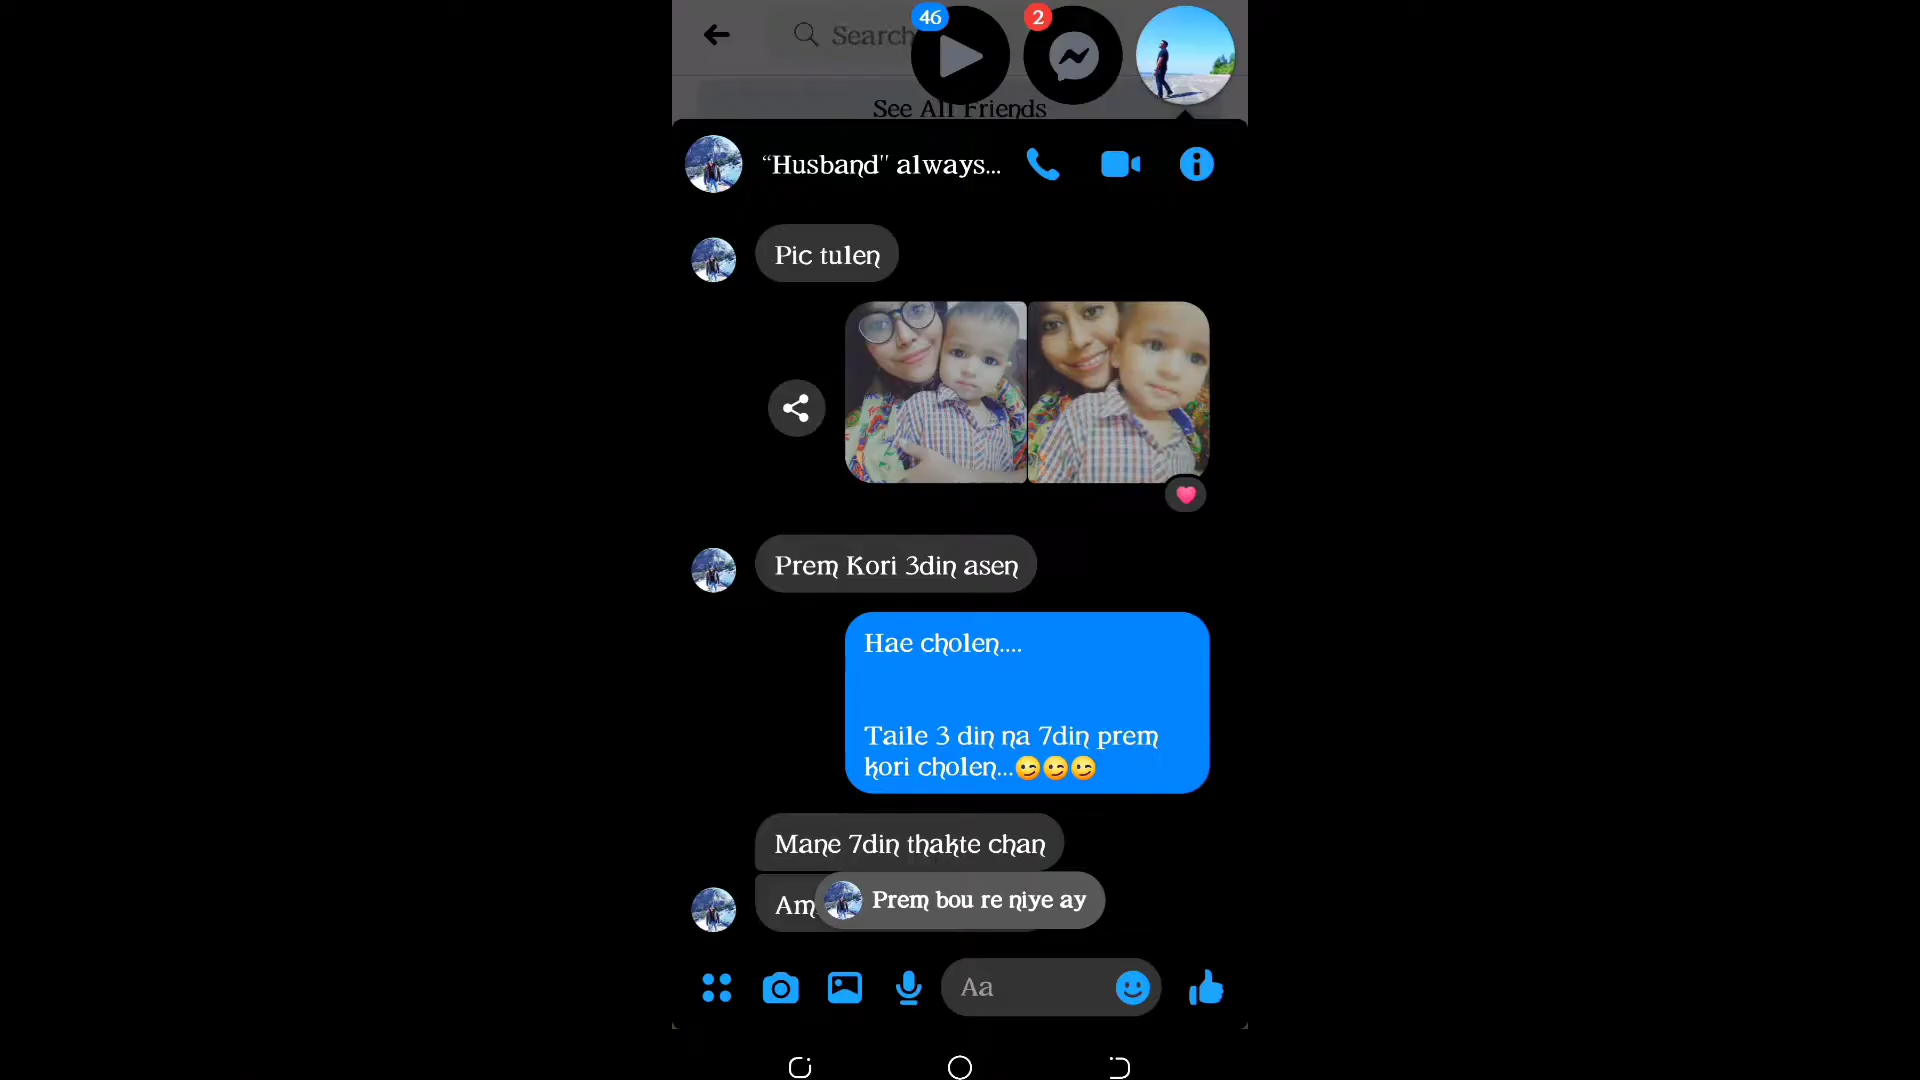 46
2
Search
See All Friends
“Husband" always...
Pic tulen
Prem Kori 3din asen
Hae cholen....
Taile 3 din na 7din prem
kori cholen...😉😉😉
Mane 7din thakte chan
Am
Prem bou re niye ay
Aa